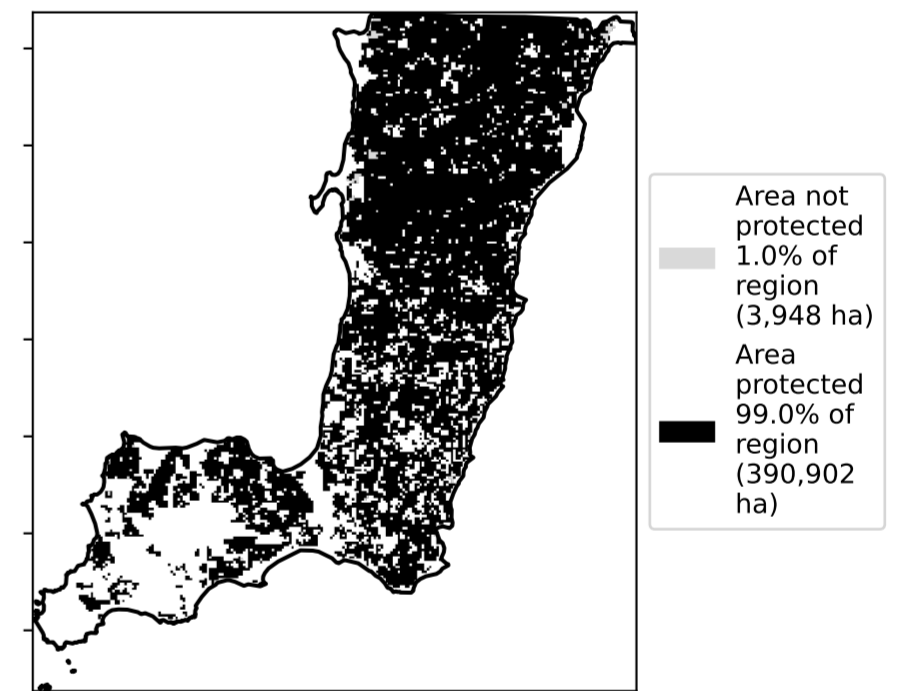 Area not
protected
1.0% of
region
(3,948 ha)
Area
protected
99.0% of
region
(390,902
ha)